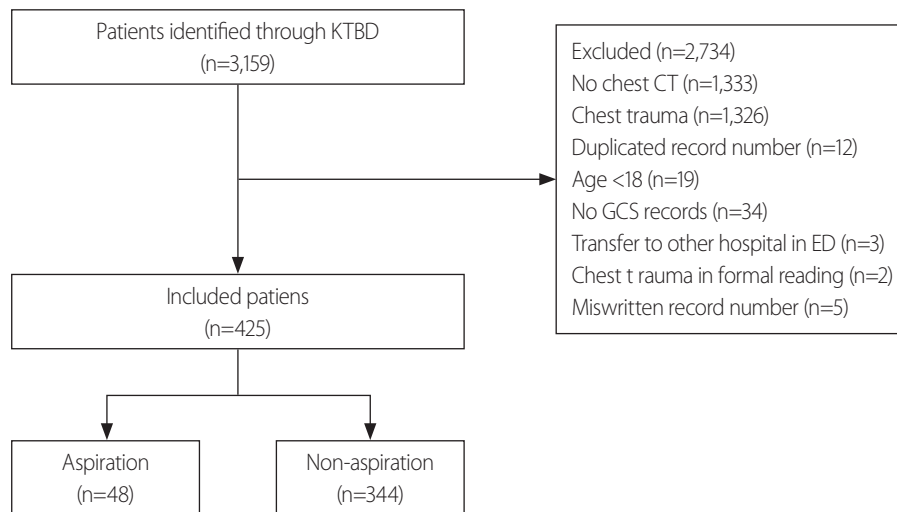 Patients identified through KTBD
(n=3,159)
Excluded (n=2,734)
No chest CT (n=1,333)
Chest trauma (n=1,326)
Duplicated record number (n=12)
Age <18 (n=19)
No GCS records (n=34)
Transfer to other hospital in ED (n=3)
Chest t rauma in formal reading (n=2)
Miswritten record number (n=5)
Included patiens
(n=425)
Aspiration
(n=48)
Non-aspiration
(n=344)